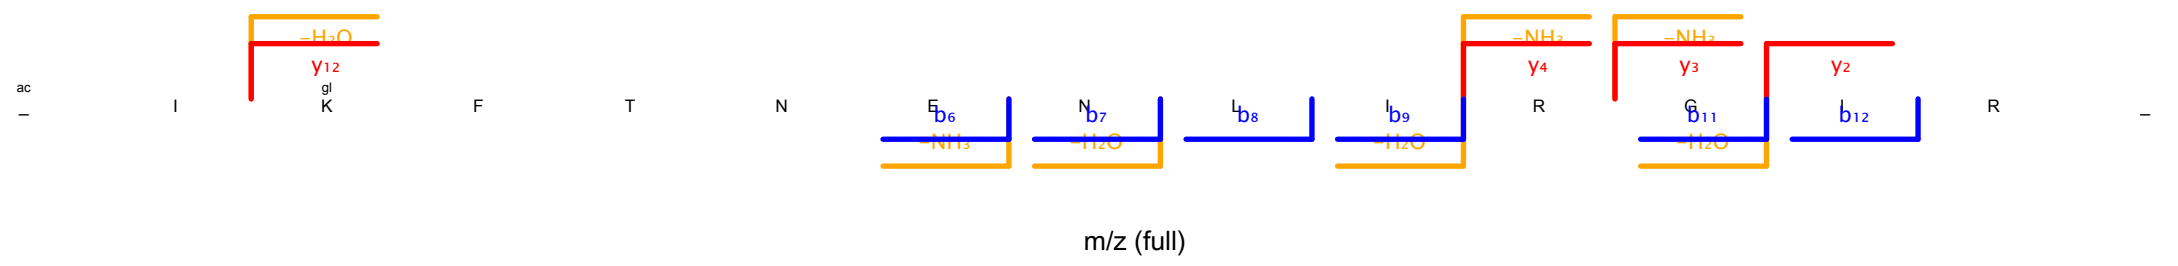 –H₂O –NH₃ –NH₃
y₁₂ y₄ y₃ y₂
ac gl
– I K F T N E N L I R G I R –
b₆ b₇ b₈ b₉ b₁₁ b₁₂
–NH₃ –H₂O –H₂O –H₂O
m/z (full)